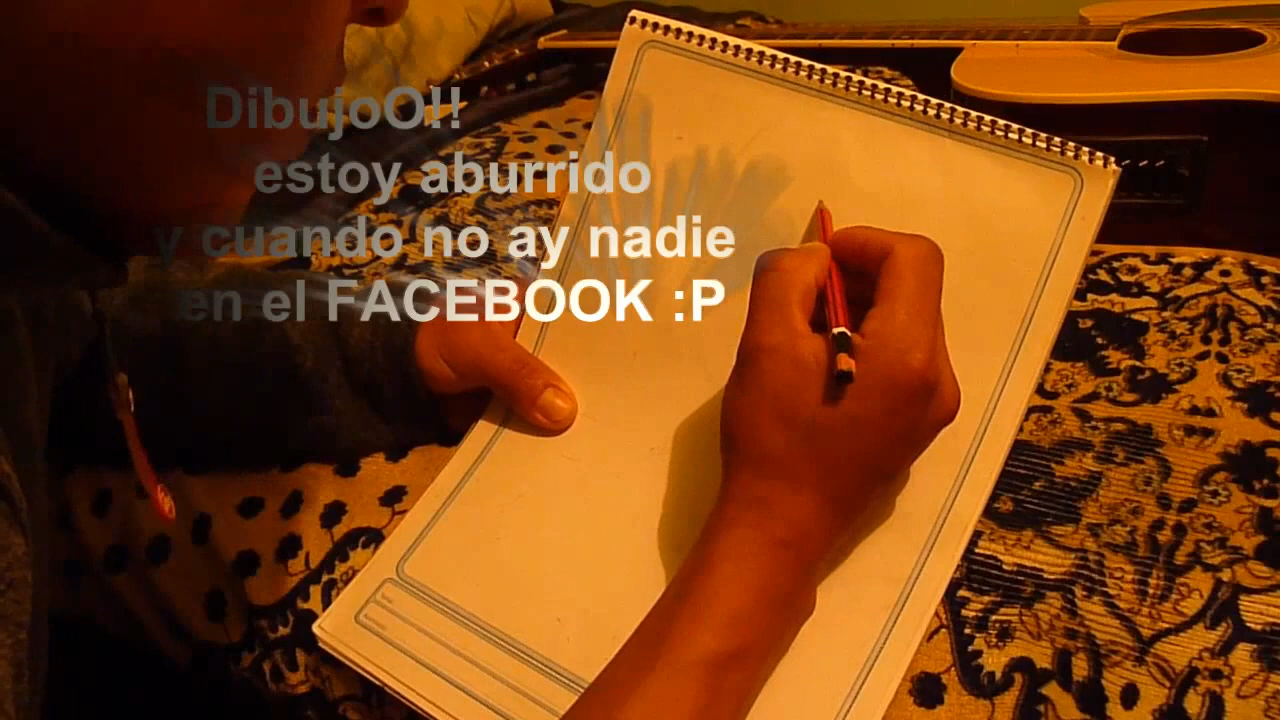 DibujoO!!
estoy aburrido
y cuando no ay nadie
en el FACEBOOK :P